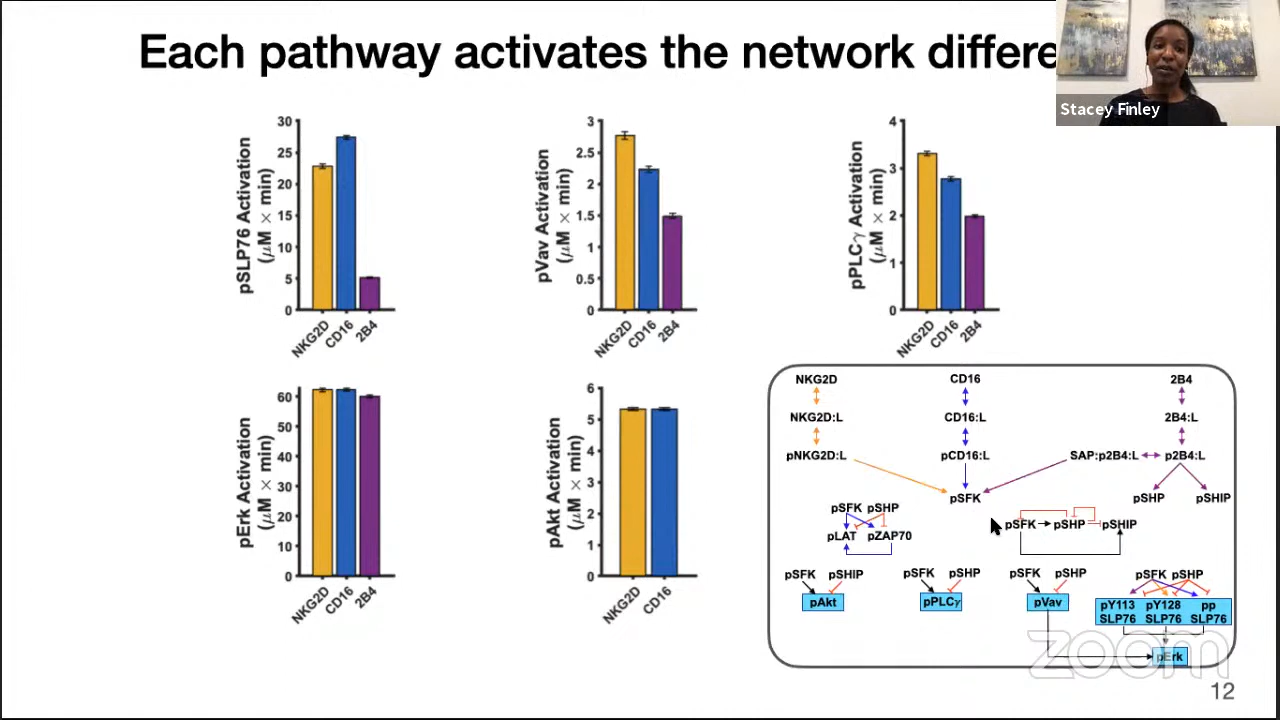 Each pathway activates the network differe
Stacey Finley
pSLP76 Activation
(μM × min)
30
25
20
15
10
5
0
NKG2D
CD16
2B4
pVav Activation
(μM × min)
3
2.5
2
1.5
1
0.5
0
NKG2D
CD16
2B4
pPLCγ Activation
(μM × min)
4
3
2
1
0
NKG2D
CD16
2B4
pErk Activation
(μM × min)
60
50
40
30
20
10
0
NKG2D
CD16
2B4
pAkt Activation
(μM × min)
6
5
4
3
2
1
0
NKG2D
CD16
NKG2D CD16 2B4
NKG2D:L CD16:L 2B4:L
pNKG2D:L pCD16:L SAP:p2B4:L p2B4:L
pSFK pSHP pSHIP
pSFK pSHP
pLAT pZAP70
pSFK pSHP pSHIP
pSFK pSHIP pSFK pSHP pSFK pSHP pSFK pSHP
pAkt pPLCγ pVav
pY113 pY128 pp
SLP76 SLP76 SLP76
pErk
zoom
12